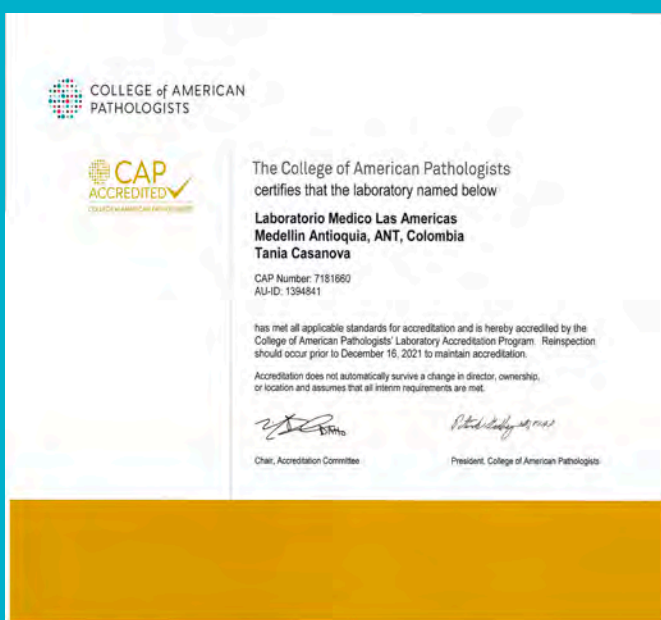 COLLEGE of AMERICAN
PATHOLOGISTS
CAP
ACCREDITED
COLLEGE of AMERICAN PATHOLOGISTS
The College of American Pathologists
certifies that the laboratory named below
Laboratorio Medico Las Americas
Medellin Antioquia, ANT, Colombia
Tania Casanova
CAP Number: 7181660
AU-ID: 1394841
has met all applicable standards for accreditation and is hereby accredited by the
College of American Pathologists' Laboratory Accreditation Program. Reinspection
should occur prior to December 16, 2021 to maintain accreditation.
Accreditation does not automatically survive a change in director, ownership,
or location and assumes that all interim requirements are met.
Chair, Accreditation Committee
President, College of American Pathologists